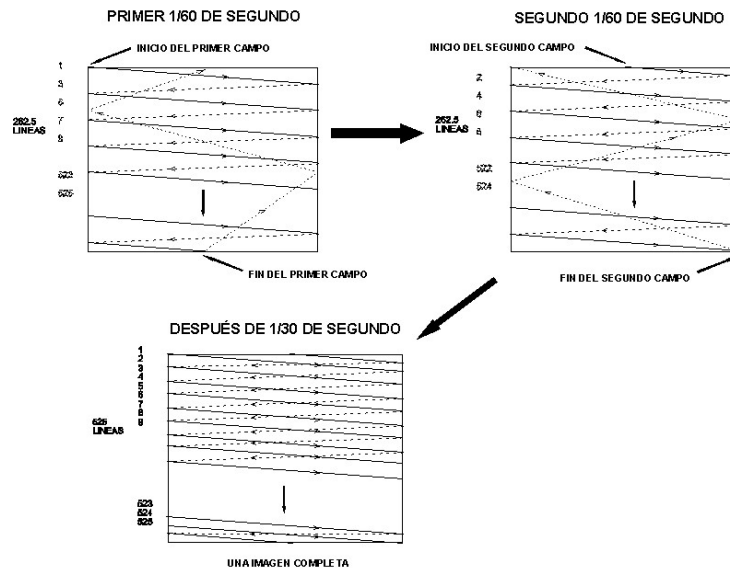 PRIMER 1/60 DE SEGUNDO
INICIO DEL PRIMER CAMPO
1
3
5
7
9
262.5
LINEAS
523
525
FIN DEL PRIMER CAMPO
SEGUNDO 1/60 DE SEGUNDO
INICIO DEL SEGUNDO CAMPO
2
4
6
8
262.5
LINEAS
522
524
FIN DEL SEGUNDO CAMPO
DESPUÉS DE 1/30 DE SEGUNDO
1
2
3
4
5
6
7
8
9
525
LINEAS
523
524
525
UNA IMAGEN COMPLETA